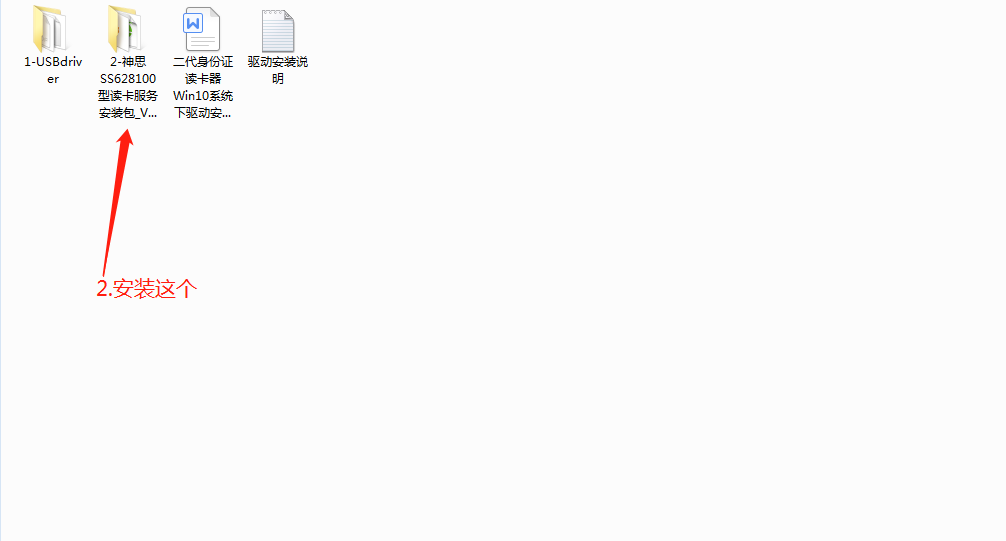 1-USBdriv
er
2-神思
SS628100
型读卡服务
安装包_V...
二代身份证
读卡器
Win10系统
下驱动安...
驱动安装说
明
2.安装这个